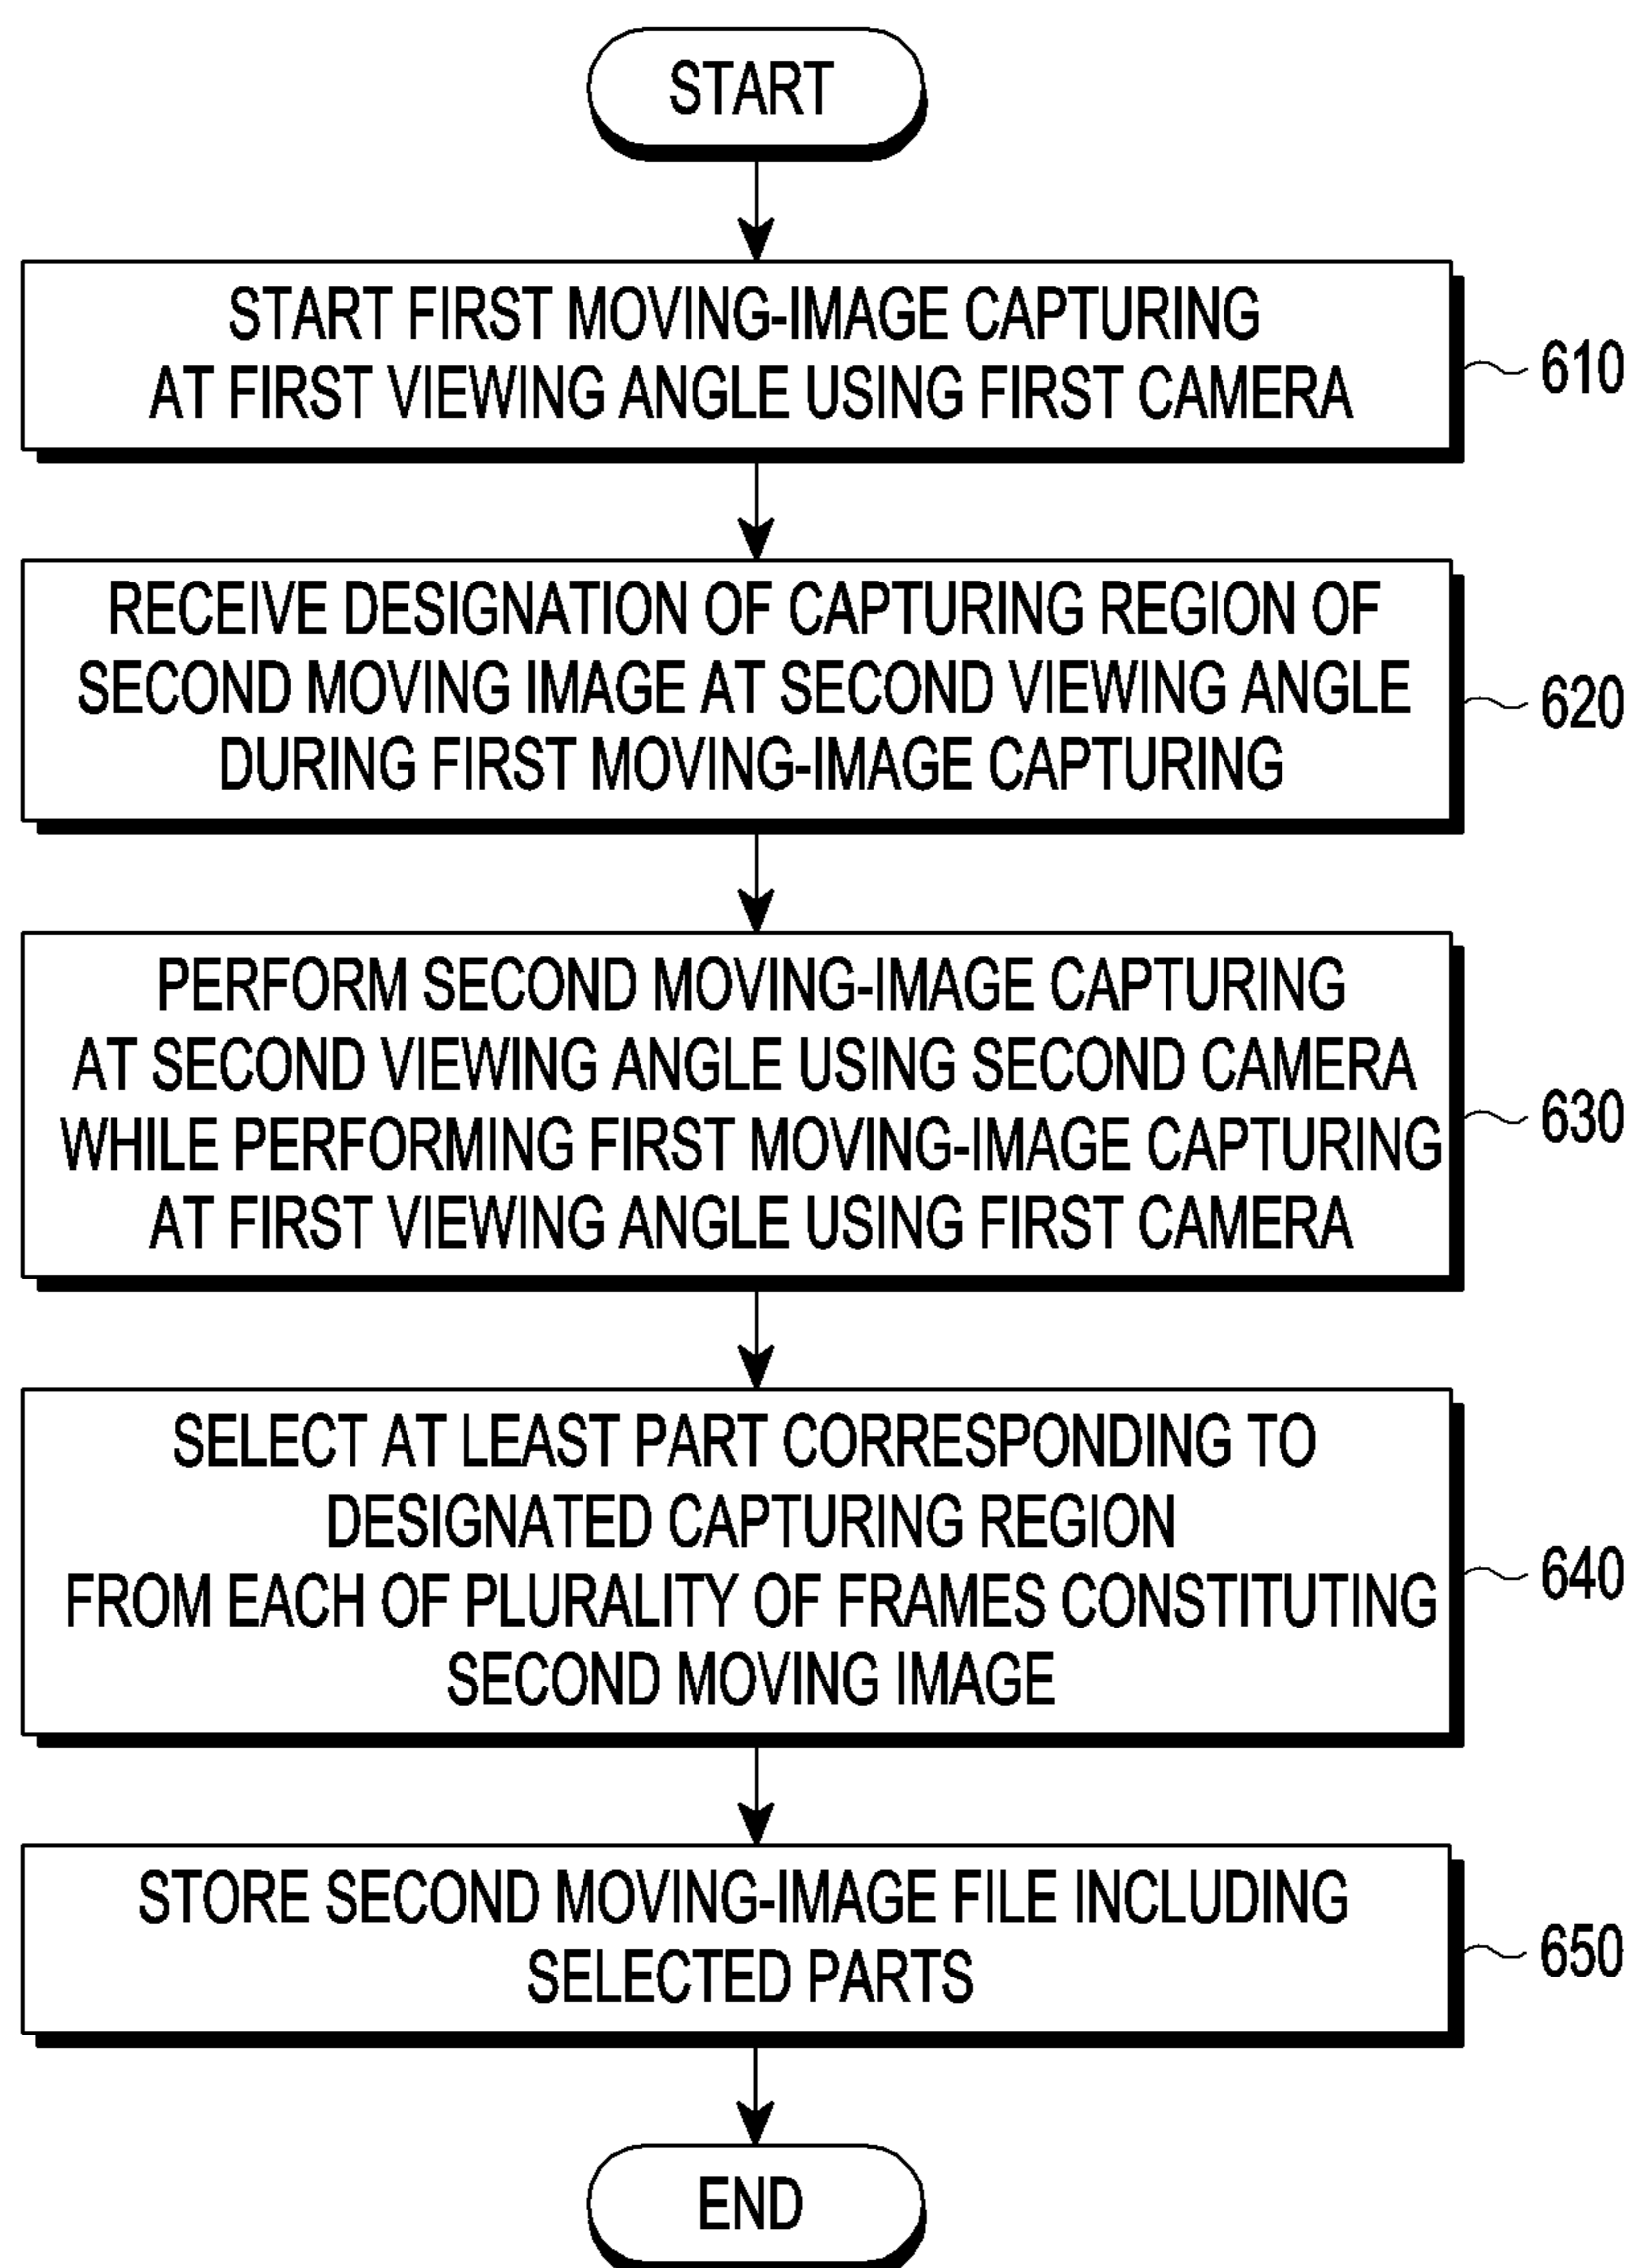 START
START FIRST MOVING-IMAGE CAPTURING
AT FIRST VIEWING ANGLE USING FIRST CAMERA
610
RECEIVE DESIGNATION OF CAPTURING REGION OF
SECOND MOVING IMAGE AT SECOND VIEWING ANGLE
DURING FIRST MOVING-IMAGE CAPTURING
620
PERFORM SECOND MOVING-IMAGE CAPTURING
AT SECOND VIEWING ANGLE USING SECOND CAMERA
WHILE PERFORMING FIRST MOVING-IMAGE CAPTURING
AT FIRST VIEWING ANGLE USING FIRST CAMERA
630
SELECT AT LEAST PART CORRESPONDING TO
DESIGNATED CAPTURING REGION
FROM EACH OF PLURALITY OF FRAMES CONSTITUTING
SECOND MOVING IMAGE
640
STORE SECOND MOVING-IMAGE FILE INCLUDING
SELECTED PARTS
650
END